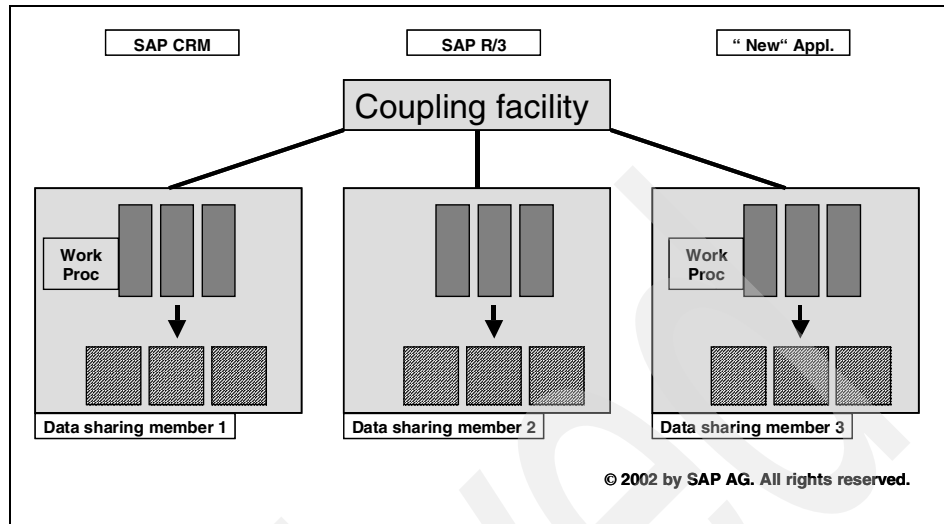 SAP CRM
SAP R/3
“ New“ Appl.
Coupling facility
Work
Proc
Work
Proc
Data sharing member 1
Data sharing member 2
Data sharing member 3
© 2002 by SAP AG. All rights reserved.